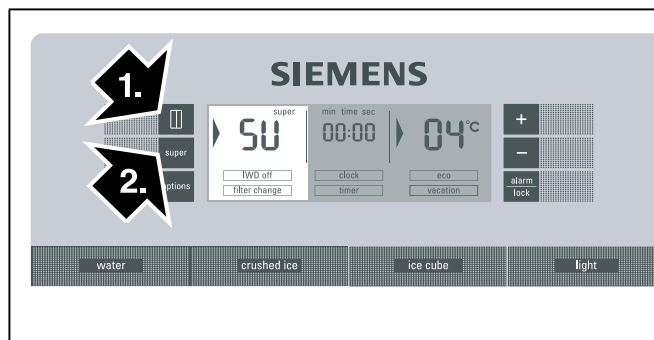 SIEMENS
1.
super
min time sec
SU
00:00
04°C
+
super
−
2.
options
IWD off
clock
eco
alarm
lock
filter change
timer
vacation
water
crushed ice
ice cube
light